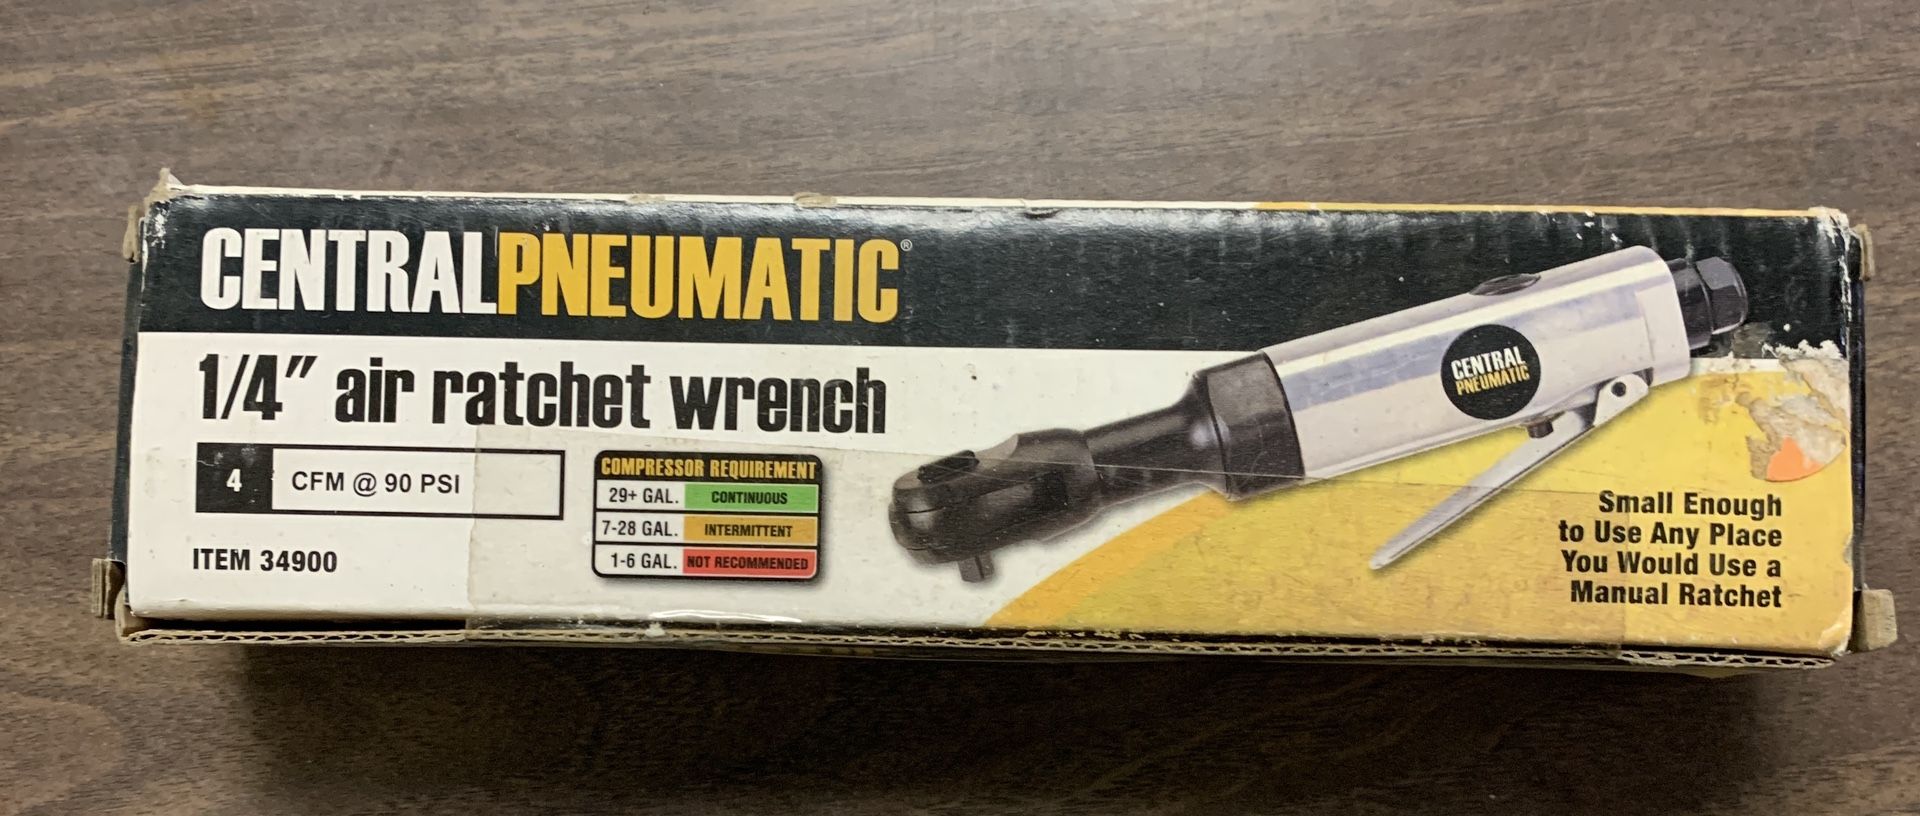 CENTRALPNEUMATIC®
1/4" air ratchet wrench
4 CFM @ 90 PSI
ITEM 34900
COMPRESSOR REQUIREMENT
29+ GAL. CONTINUOUS
7-28 GAL. INTERMITTENT
1-6 GAL. NOT RECOMMENDED
CENTRAL
PNEUMATIC
Small Enough
to Use Any Place
You Would Use a
Manual Ratchet